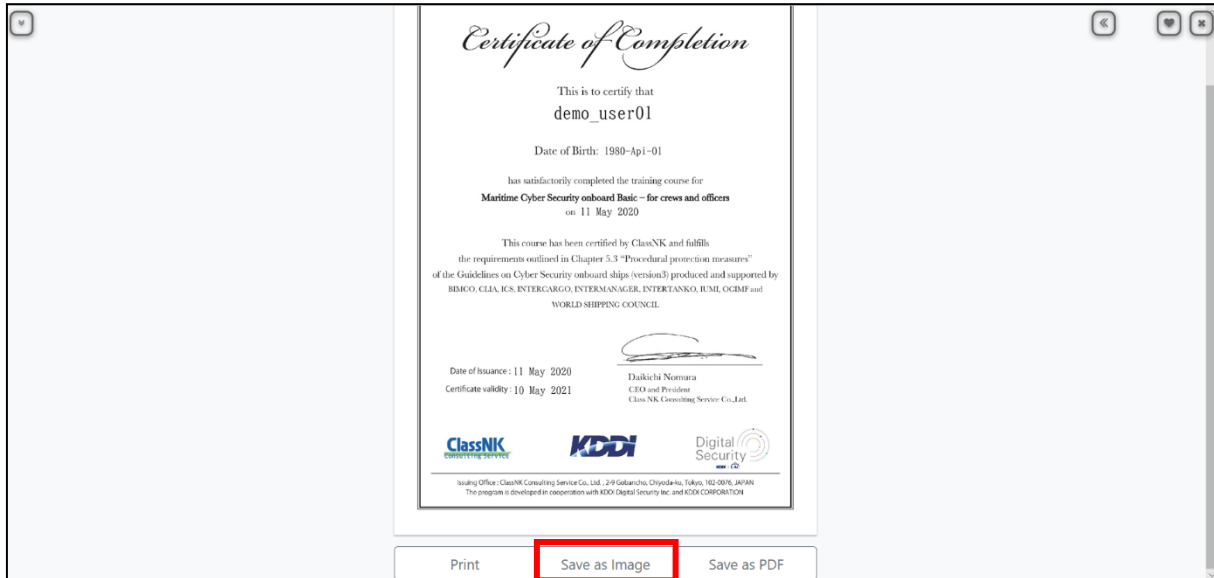 Certificate of Completion
This is to certify that
demo_user01
Date of Birth: 1980-Api-01
has satisfactorily completed the training course for
Maritime Cyber Security onboard Basic – for crews and officers
on 11 May 2020
This course has been certified by ClassNK and fulfills
the requirements outlined in Chapter 5.3 “Procedural protection measures”
of the Guidelines on Cyber Security onboard ships (version3) produced and supported by
BIMCO, CLIA, ICS, INTERCARGO, INTERMANAGER, INTERTANKO, IUMI, OCIMF and
WORLD SHIPPING COUNCIL
Date of Issuance : 11 May 2020
Certificate validity : 10 May 2021
Daikichi Nomura
CEO and President
Class NK Consulting Service Co.,Ltd.
ClassNK
CONSULTING SERVICE
KDDI
Digital
Security
Issuing Office : ClassNK Consulting Service Co., Ltd. , 2-9 Gobancho, Chiyoda-ku, Tokyo, 102-0076, JAPAN
The program is developed in cooperation with KDDI Digital Security Inc. and KDDI CORPORATION
Print
Save as Image
Save as PDF